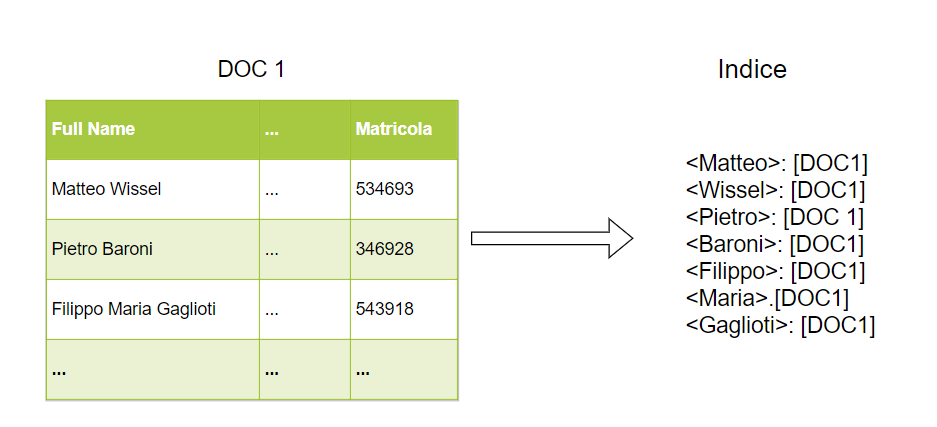 DOC 1
Full Name ... Matricola
Matteo Wissel ... 534693
Pietro Baroni ... 346928
Filippo Maria Gaglioti ... 543918
... ... ...
Indice
<Matteo>: [DOC1]
<Wissel>: [DOC1]
<Pietro>: [DOC 1]
<Baroni>: [DOC1]
<Filippo>: [DOC1]
<Maria>.[DOC1]
<Gaglioti>: [DOC1]